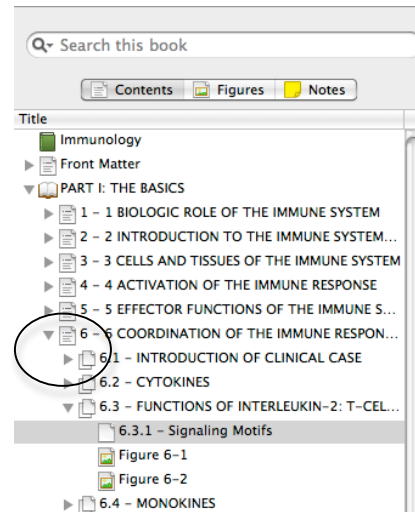 Search this book
Contents Figures Notes
Title
Immunology
Front Matter
PART I: THE BASICS
1 – 1 BIOLOGIC ROLE OF THE IMMUNE SYSTEM
2 – 2 INTRODUCTION TO THE IMMUNE SYSTEM...
3 – 3 CELLS AND TISSUES OF THE IMMUNE SYSTEM
4 – 4 ACTIVATION OF THE IMMUNE RESPONSE
5 – 5 EFFECTOR FUNCTIONS OF THE IMMUNE S...
6 – 6 COORDINATION OF THE IMMUNE RESPON...
6.1 – INTRODUCTION OF CLINICAL CASE
6.2 – CYTOKINES
6.3 – FUNCTIONS OF INTERLEUKIN–2: T–CEL...
6.3.1 – Signaling Motifs
Figure 6–1
Figure 6–2
6.4 – MONOKINES